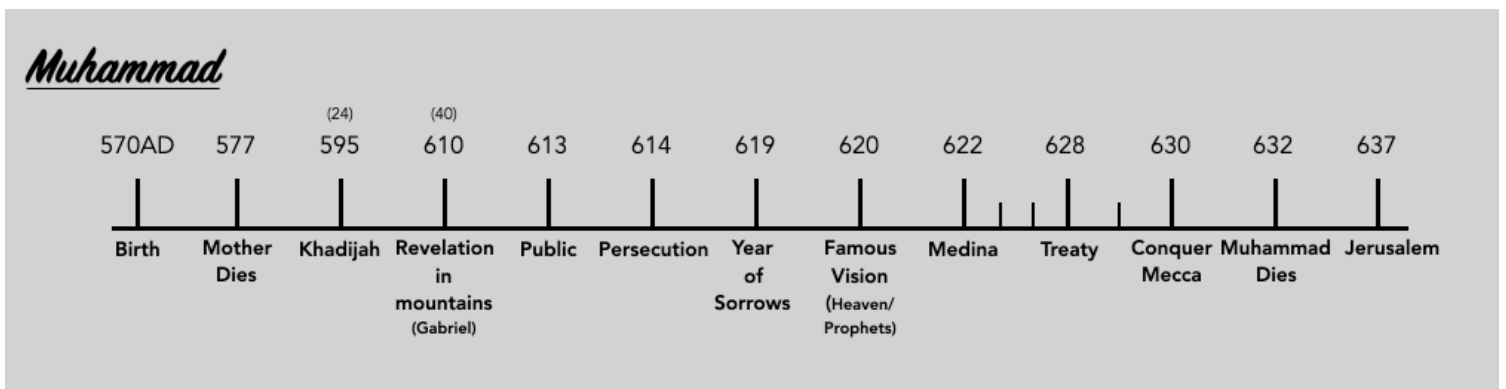 Muhammad
(24) (40)
570AD 577 595 610 613 614 619 620 622 628 630 632 637
Birth Mother Khadijah Revelation Public Persecution Year Famous Medina Treaty Conquer Muhammad Jerusalem
Dies in of Vision Mecca Dies
mountains Sorrows (Heaven/
(Gabriel) Prophets)